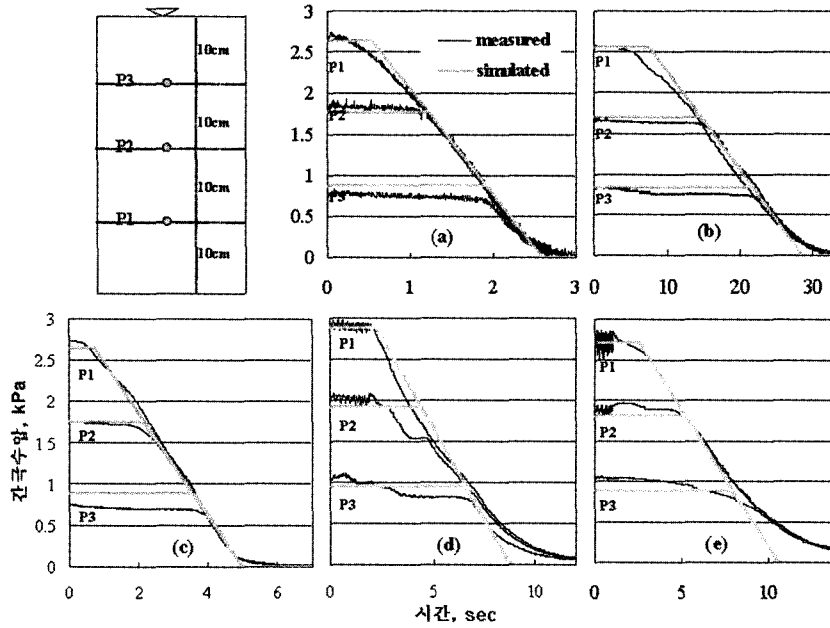 10cm
P3
10cm
P2
10cm
P1
10cm
3
2.5
2
1.5
1
0.5
0
P1
P2
P3
measured
simulated
(a)
0 1 2 3
P1
P2
P3
(b)
0 10 20 30
간극수압, kPa
3
2.5
2
1.5
1
0.5
0
P1
P2
P3
(c)
0 2 4 6
P1
P2
P3
(d)
0 5 10
P1
P2
P3
(e)
0 5 10
시간, sec